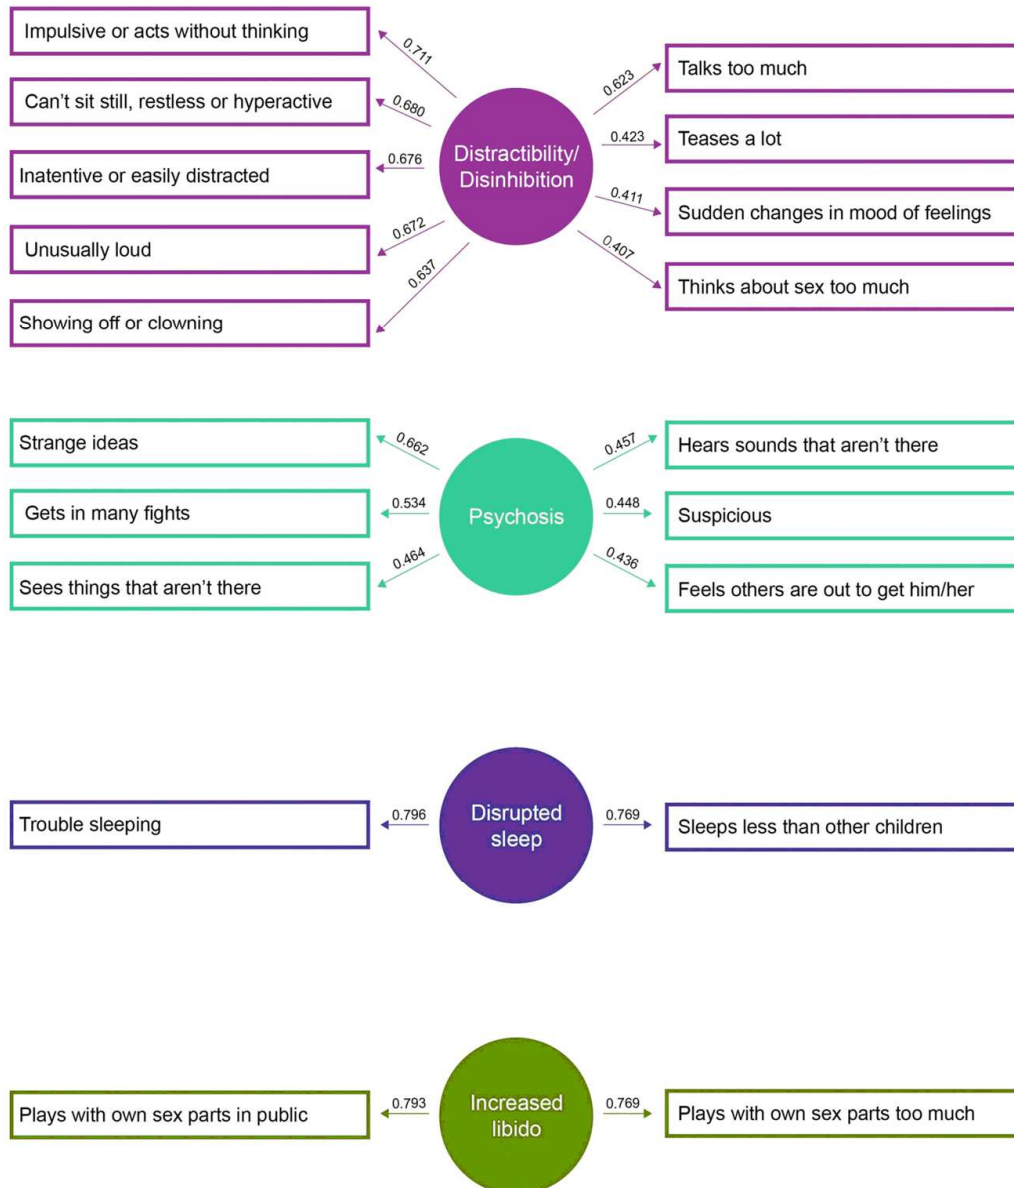 Impulsive or acts without thinking
0.711
Can't sit still, restless or hyperactive
0.680
Inatentive or easily distracted
0.676
Unusually loud
0.672
Showing off or clowning
0.637
Distractibility/
Disinhibition
0.623
Talks too much
0.423
Teases a lot
0.411
Sudden changes in mood of feelings
0.407
Thinks about sex too much
Strange ideas
0.662
Gets in many fights
0.534
Sees things that aren't there
0.464
Psychosis
0.457
Hears sounds that aren't there
0.448
Suspicious
0.436
Feels others are out to get him/her
Trouble sleeping
0.796
Disrupted
sleep
0.769
Sleeps less than other children
Plays with own sex parts in public
0.793
Increased
libido
0.769
Plays with own sex parts too much